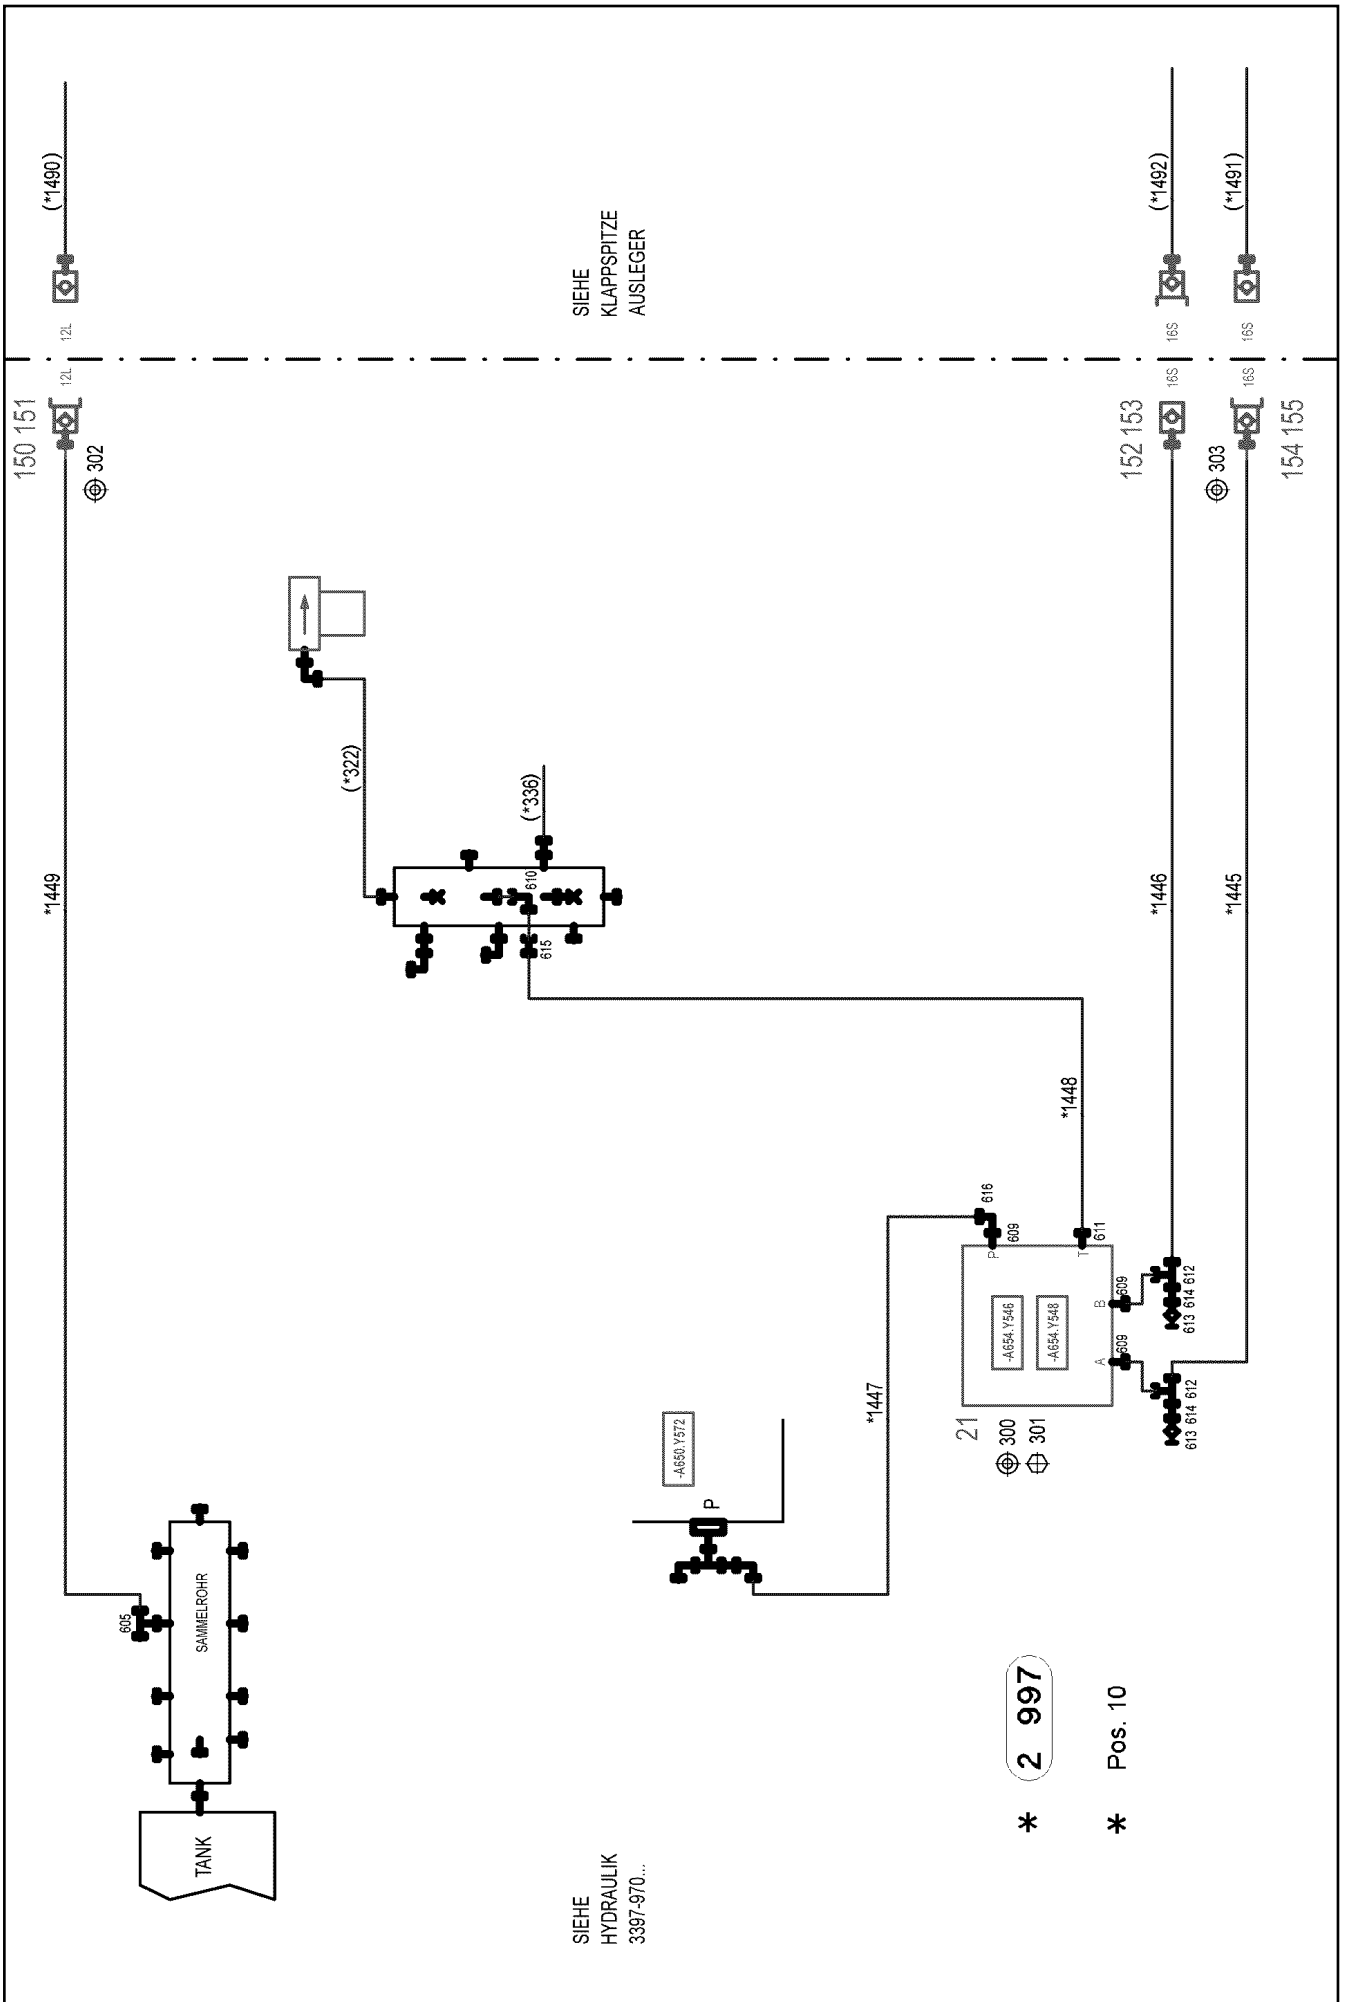 150 151
302
12L
12L
(*1490)
*1449
605
SAMMELROHR
TANK
(*322)
(*336)
610
615
SIEHE
KLAPPSPITZE
AUSLEGER
SIEHE
HYDRAULIK
3397-970...
-A650.Y572
P
*1447
*1448
616
609
611
P
T
B
A
-A654.Y546
-A654.Y548
21
300
301
609
609
613 614 612
613 614 612
*1446
*1445
152 153
303
154 155
16S
16S
16S
16S
(*1492)
(*1491)
* 2 997
* Pos. 10